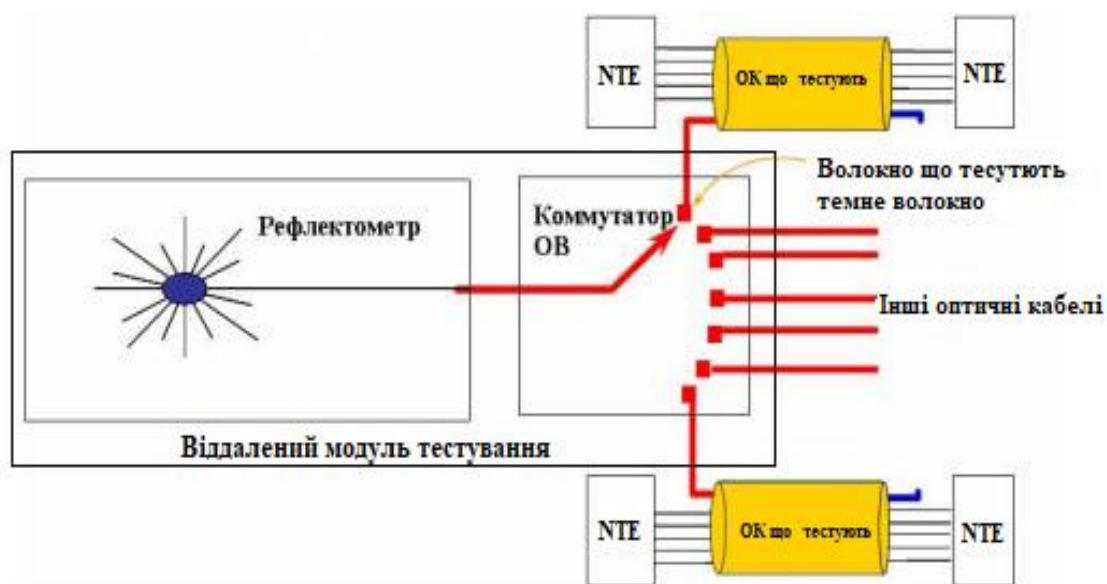 NTE
ОК що тестують
NTE
Волокно що тесутють
темне волокно
Рефлектометр
Коммутатор
ОВ
Інші оптичні кабелі
Віддалений модуль тестування
NTE
ОК що тестують
NTE